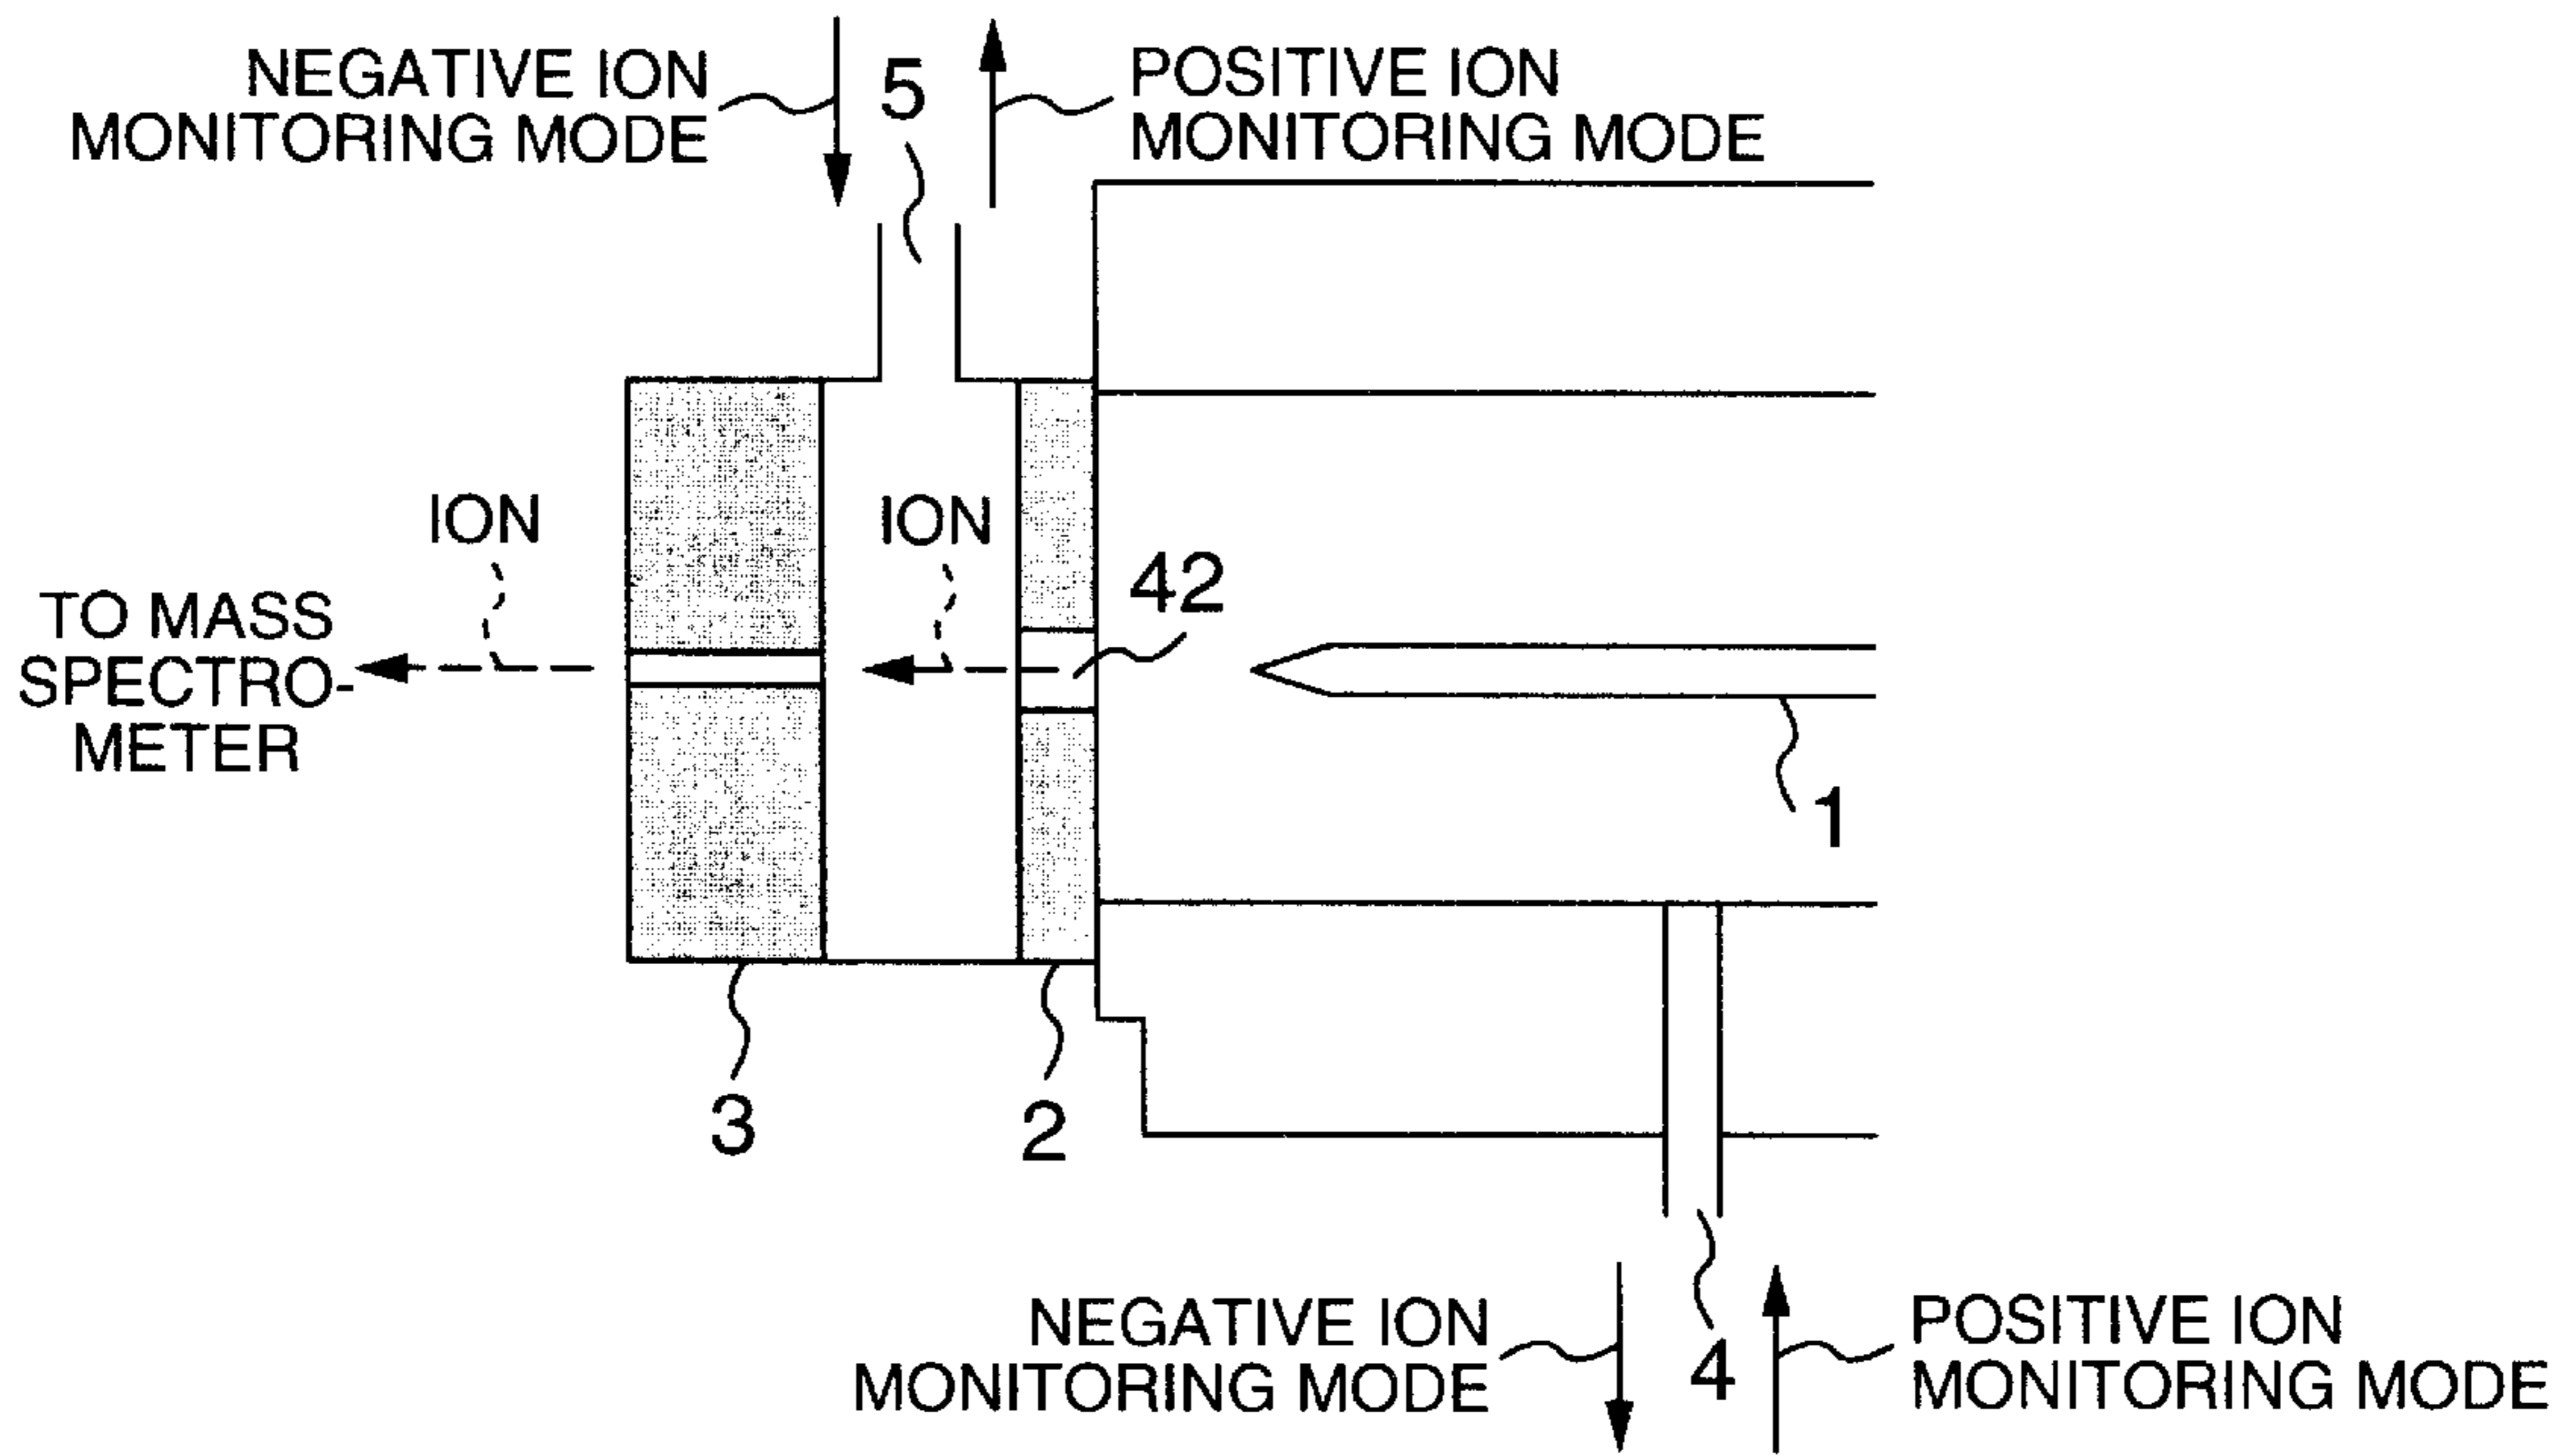 NEGATIVE ION
MONITORING MODE
5
POSITIVE ION
MONITORING MODE
ION
ION
42
TO MASS
SPECTRO-
METER
1
3
2
NEGATIVE ION
MONITORING MODE
4
POSITIVE ION
MONITORING MODE